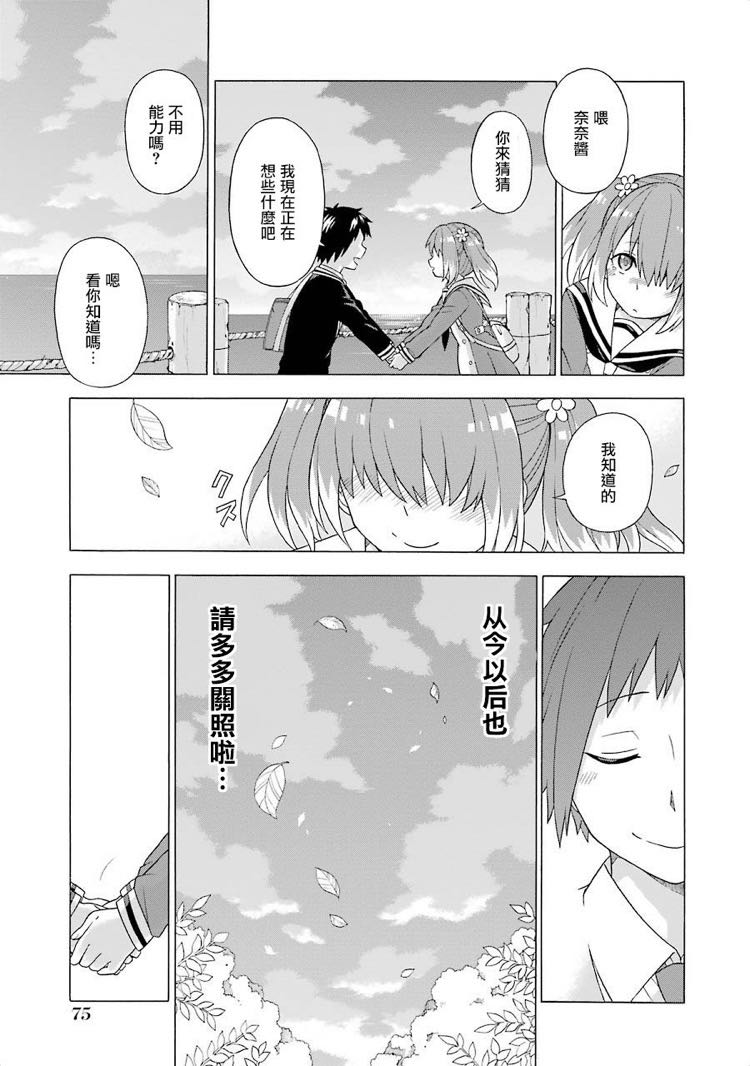 喂
奈奈醬
你來猜猜
我現在正在
想些什麼吧
不用
能力嗎?
嗯
看你知道嗎…
我知道的
クス
从今以后也
請多多關照啦…
75